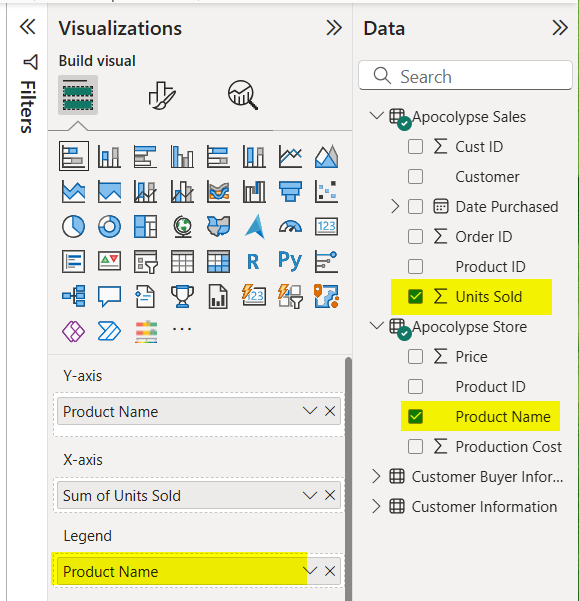 Visualizations
Data
Build visual
Filters
Search
Apocolypse Sales
Cust ID
Customer
Date Purchased
Order ID
Product ID
Units Sold
Apocolypse Store
Price
Product ID
Product Name
Production Cost
Customer Buyer Infor...
Customer Information
123
R
Py
123
...
Y-axis
Product Name
X-axis
Sum of Units Sold
Legend
Product Name